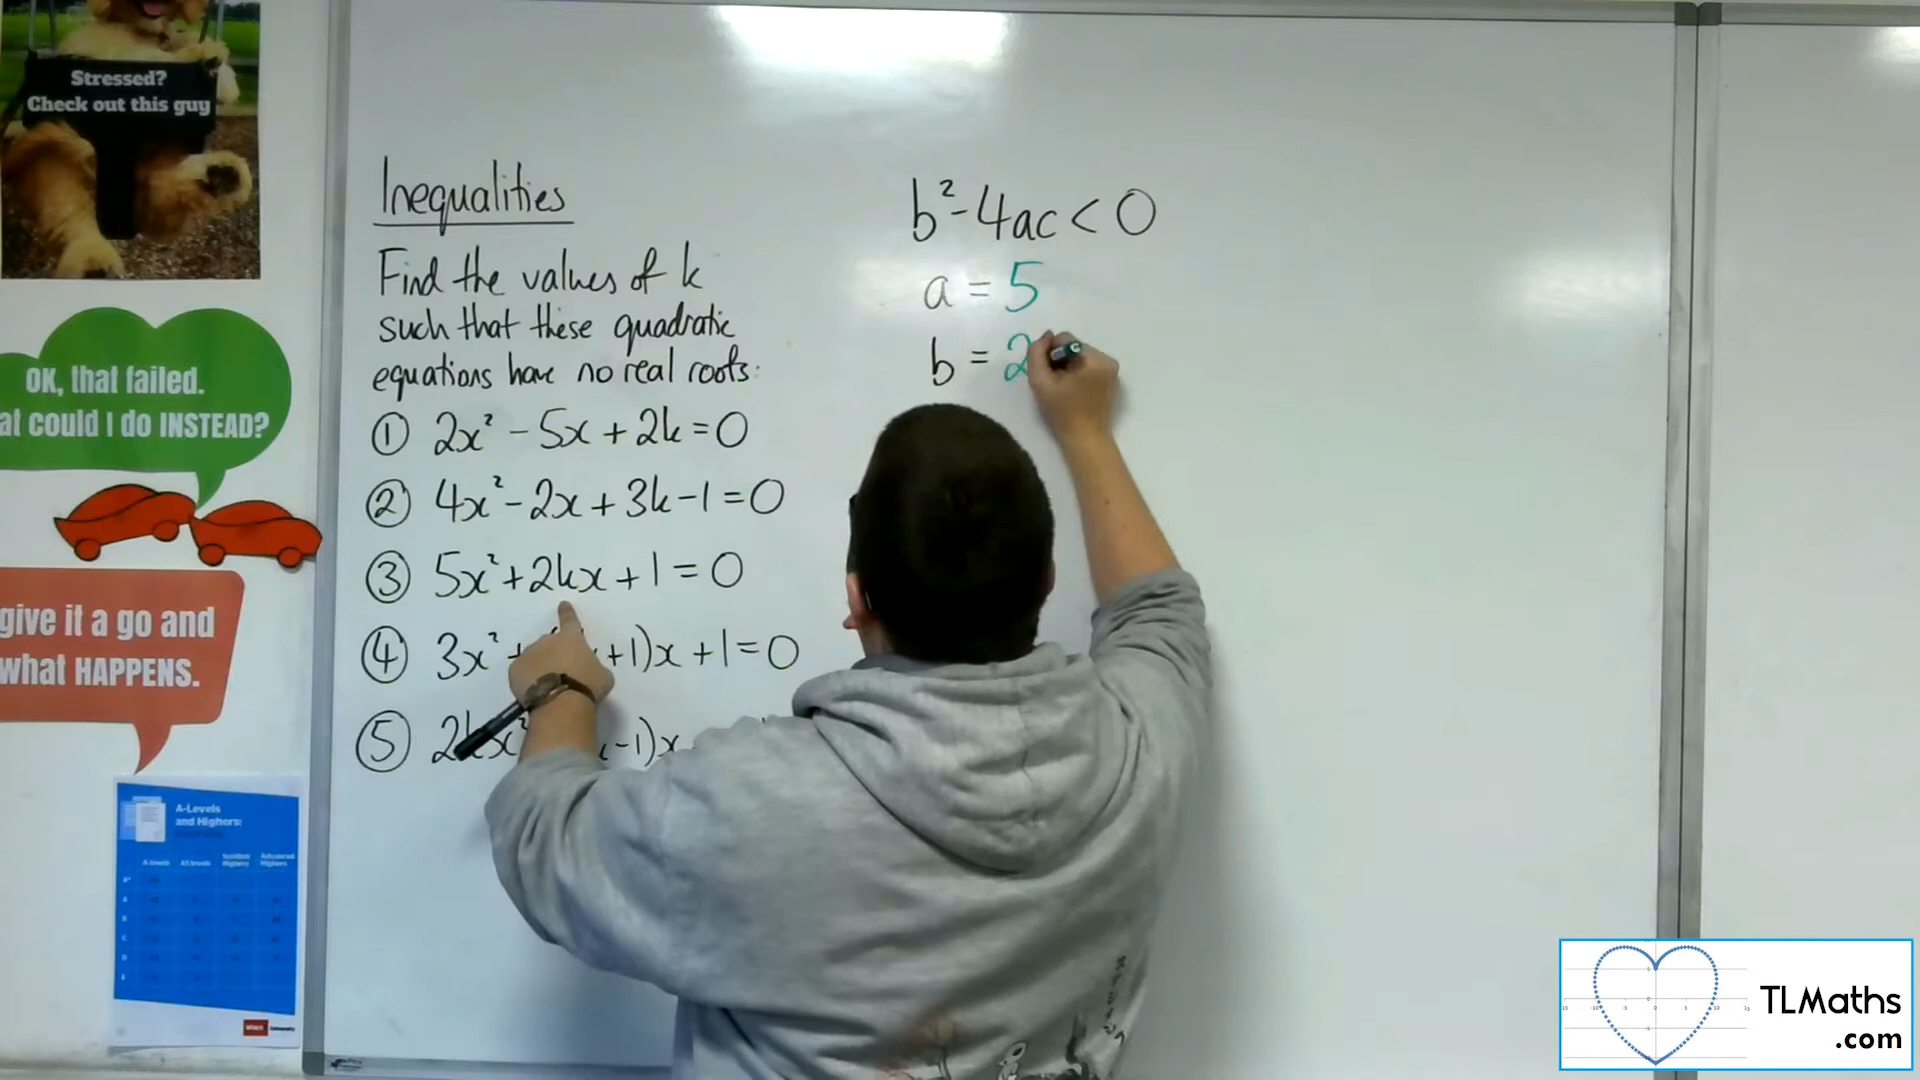 Stressed?
Check out this guy
OK, that failed.
at could I do INSTEAD?
give it a go and
what HAPPENS.
A-Levels
and Highers:
Inequalities
Find the values of k
such that these quadratic
equations have no real roots:
① 2x² - 5x + 2k = 0
② 4x² - 2x + 3k - 1 = 0
③ 5x² + 2kx + 1 = 0
④ 3x² + +1)x + 1 = 0
⑤ 2kx² -1)x
b² - 4ac < 0
a = 5
b = 2
TLMaths
.com